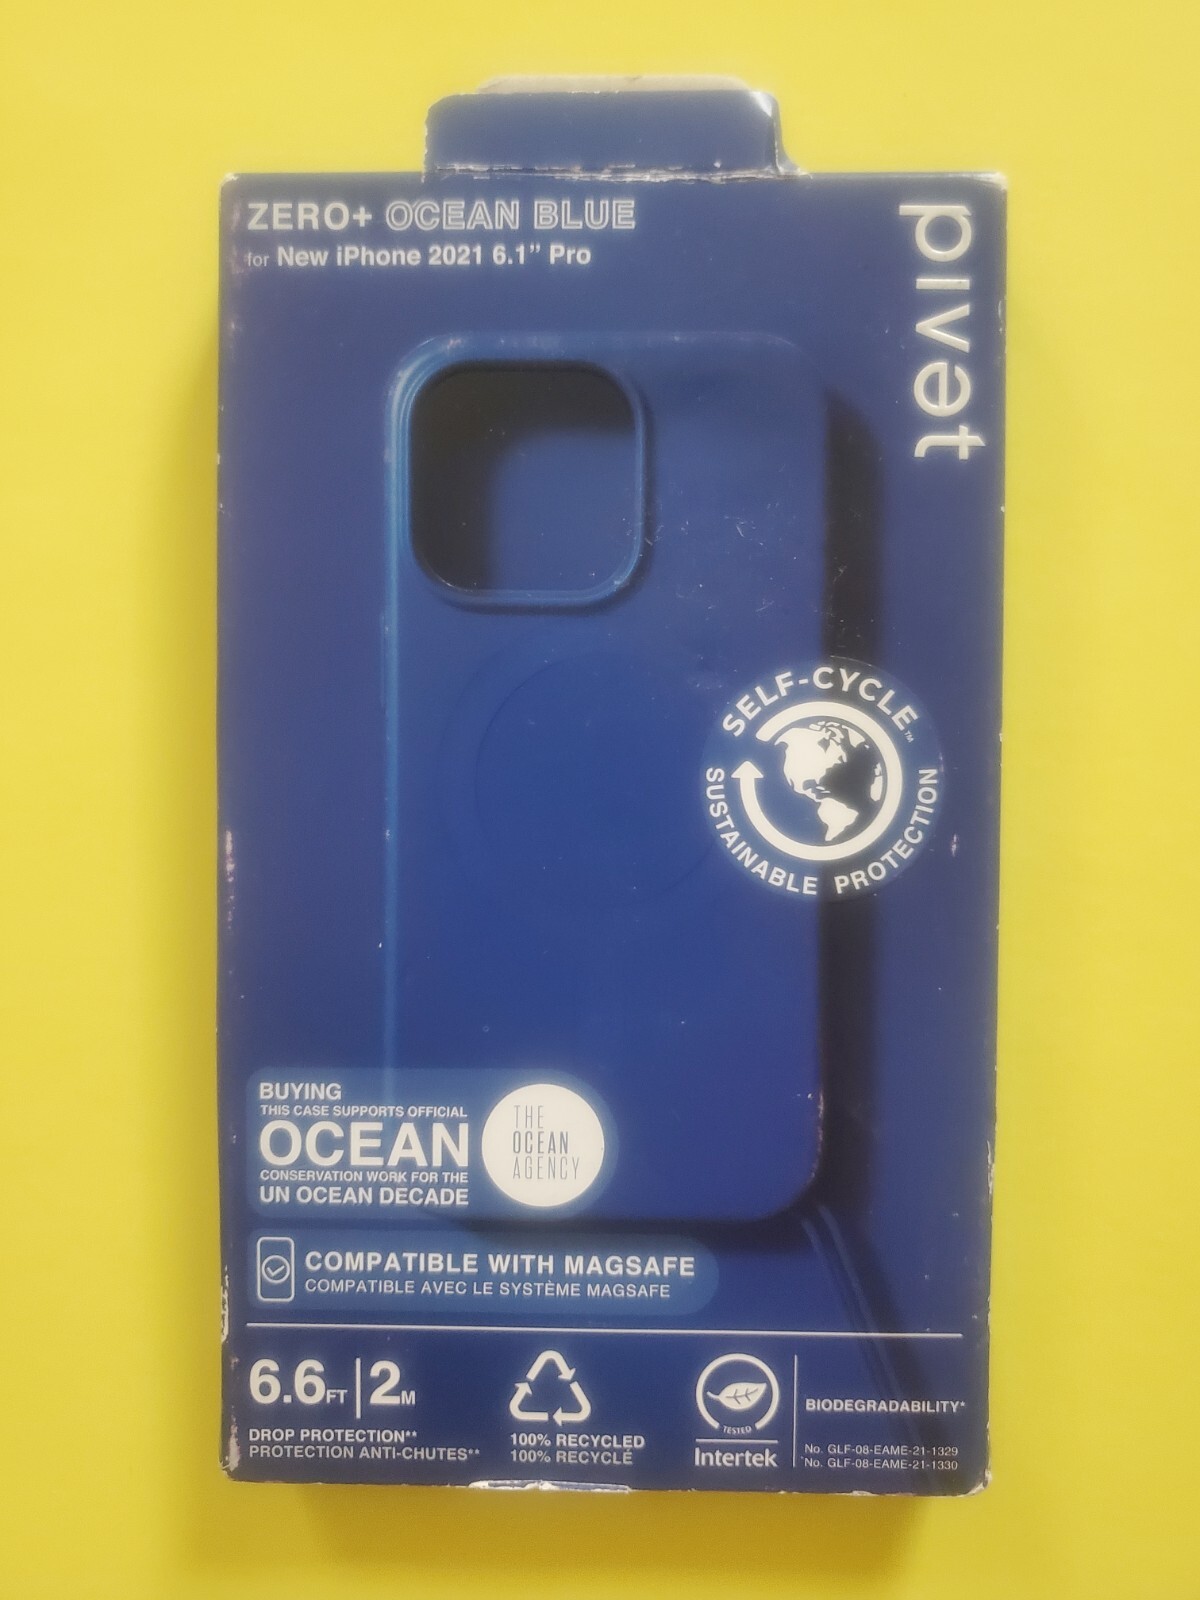 ZERO+ OCEAN BLUE
for New iPhone 2021 6.1" Pro
pivet
SELF-CYCLE™
SUSTAINABLE PROTECTION
BUYING
THIS CASE SUPPORTS OFFICIAL
OCEAN
CONSERVATION WORK FOR THE
UN OCEAN DECADE
THE
OCEAN
AGENCY
COMPATIBLE WITH MAGSAFE
COMPATIBLE AVEC LE SYSTÈME MAGSAFE
6.6FT | 2M
DROP PROTECTION**
PROTECTION ANTI-CHUTES**
100% RECYCLED
100% RECYCLÉ
TESTED
Intertek
BIODEGRADABILITY*
No. GLF-08-EAME-21-1329
No. GLF-08-EAME-21-1330